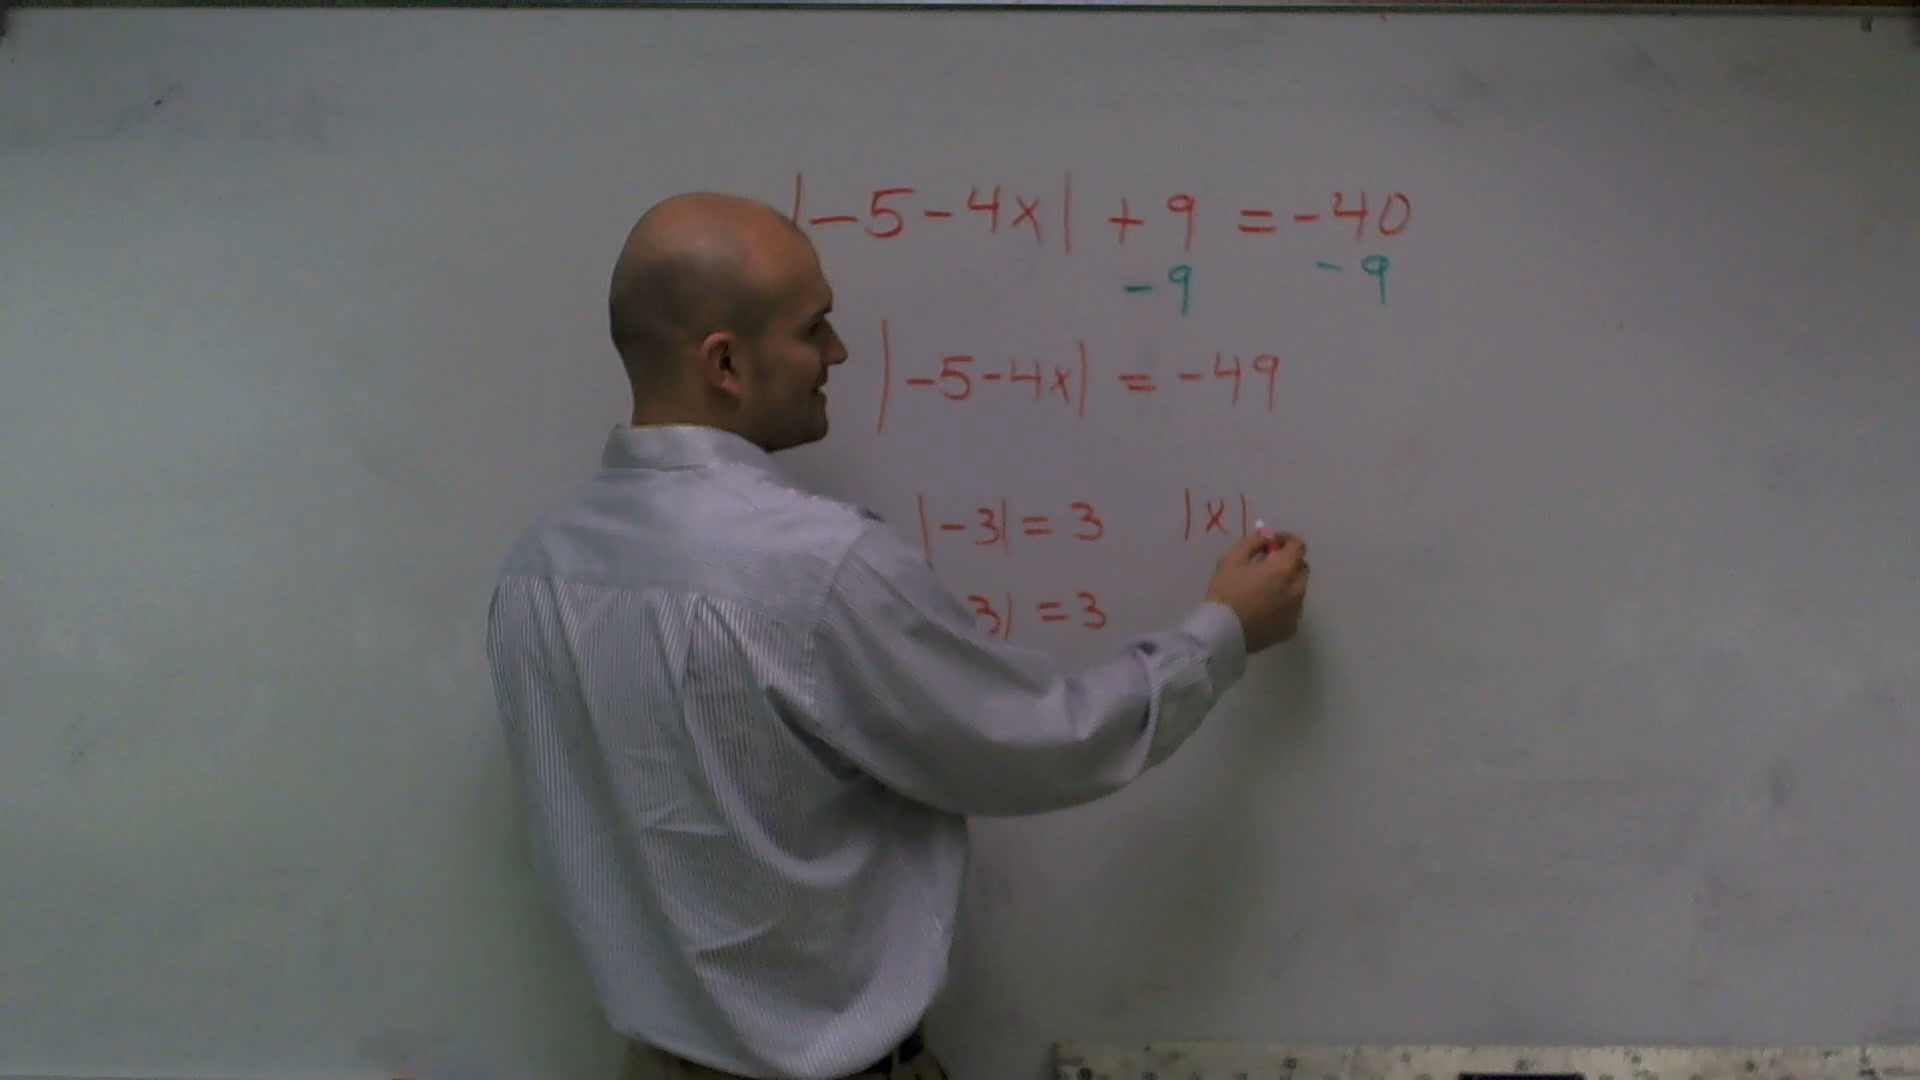 |-5-4x| + 9 = -40
-9 -9
|-5-4x| = -49
|-3| = 3 |x|
3| = 3